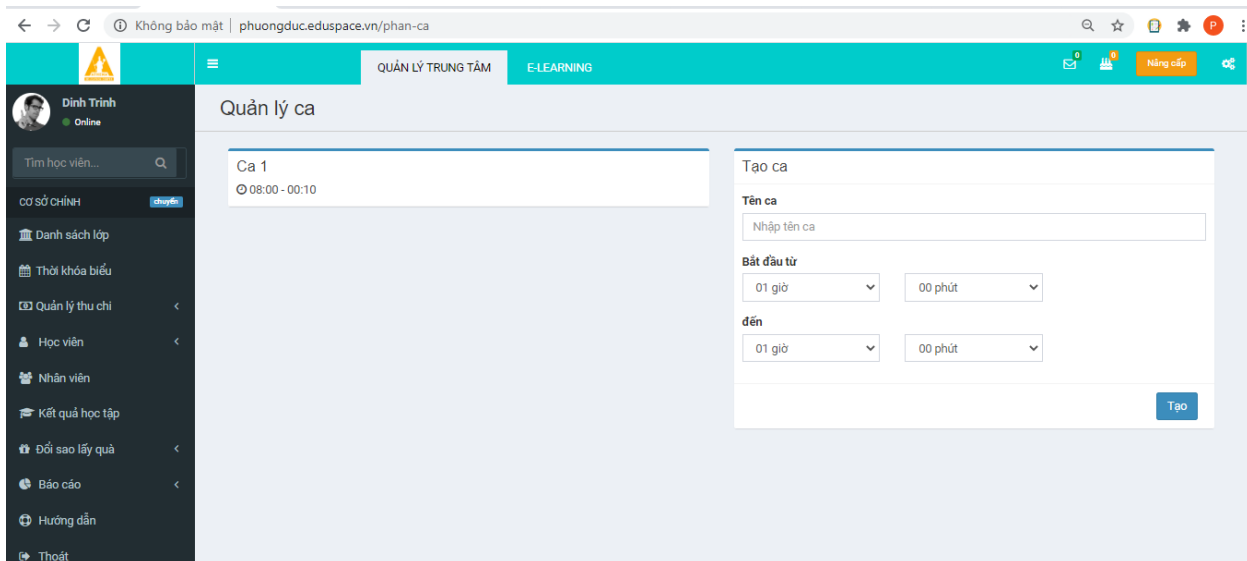 Không bảo mật | phuongduc.eduspace.vn/phan-ca
P
QUẢN LÝ TRUNG TÂM
E-LEARNING
0
0
Nâng cấp
Dinh Trinh
Online
Quản lý ca
Tìm học viên...
CƠ SỞ CHÍNH
chuyển
Danh sách lớp
Thời khóa biểu
Quản lý thu chi
Học viên
Nhân viên
Kết quả học tập
Đổi sao lấy quà
Báo cáo
Hướng dẫn
Thoát
Ca 1
08:00 - 00:10
Tạo ca
Tên ca
Nhập tên ca
Bắt đầu từ
01 giờ
00 phút
đến
01 giờ
00 phút
Tạo